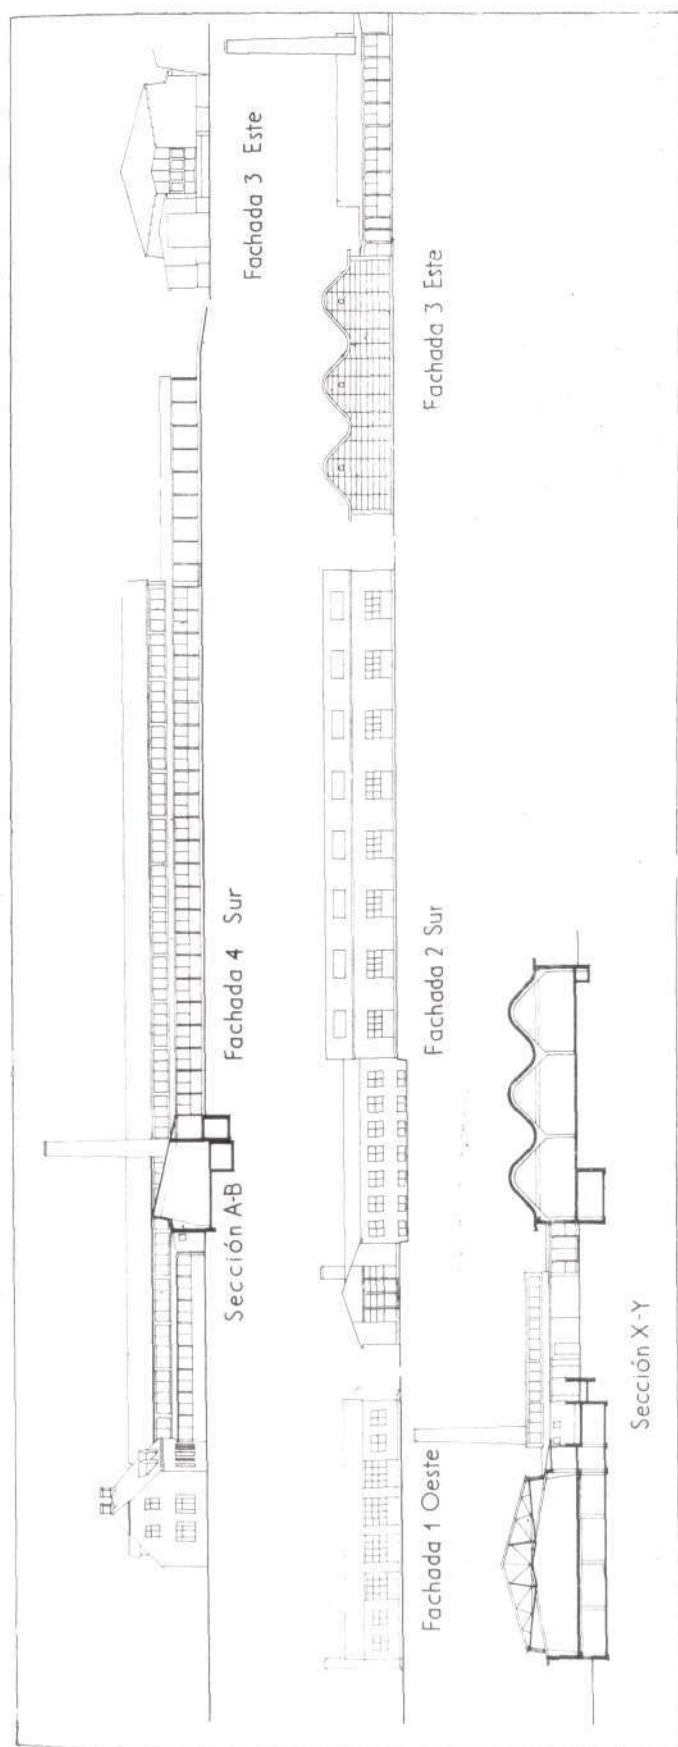 Sección A-B
Fachada 4 Sur
Fachada 3 Este
Fachada 1 Oeste
Fachada 2 Sur
Fachada 3 Este
Sección X-Y